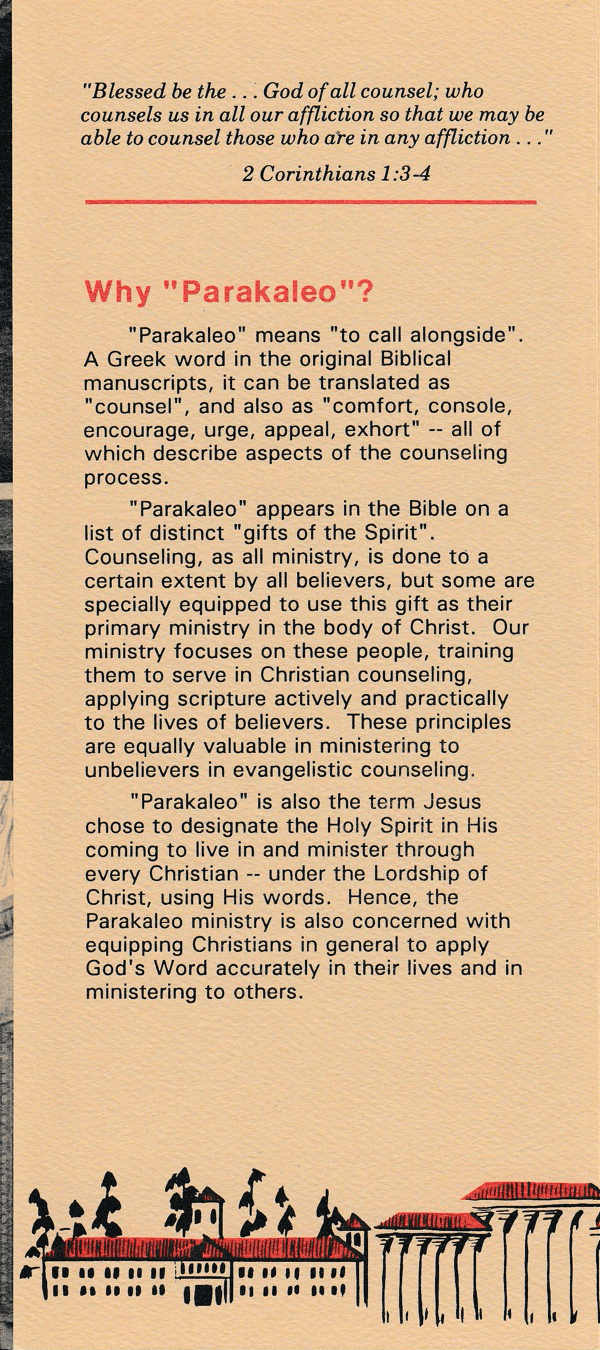 "Blessed be the . . . God of all counsel; who
counsels us in all our affliction so that we may be
able to counsel those who are in any affliction . . ."
2 Corinthians 1:3-4
Why "Parakaleo"?
"Parakaleo" means "to call alongside".
A Greek word in the original Biblical
manuscripts, it can be translated as
"counsel", and also as "comfort, console,
encourage, urge, appeal, exhort" -- all of
which describe aspects of the counseling
process.
"Parakaleo" appears in the Bible on a
list of distinct "gifts of the Spirit".
Counseling, as all ministry, is done to a
certain extent by all believers, but some are
specially equipped to use this gift as their
primary ministry in the body of Christ.  Our
ministry focuses on these people, training
them to serve in Christian counseling,
applying scripture actively and practically
to the lives of believers.  These principles
are equally valuable in ministering to
unbelievers in evangelistic counseling.
"Parakaleo" is also the term Jesus
chose to designate the Holy Spirit in His
coming to live in and minister through
every Christian -- under the Lordship of
Christ, using His words.  Hence, the
Parakaleo ministry is also concerned with
equipping Christians in general to apply
God's Word accurately in their lives and in
ministering to others.